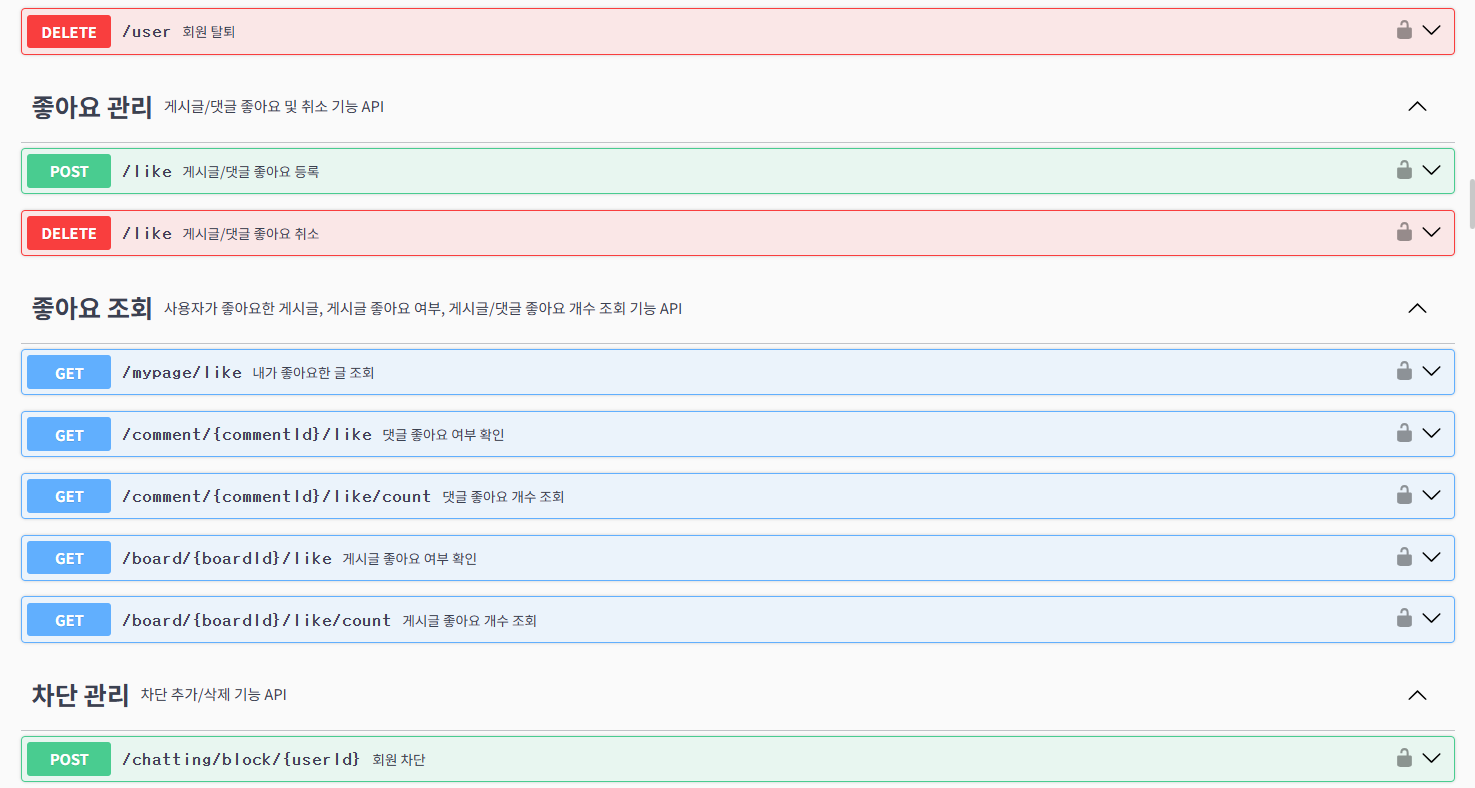 DELETE /user 회원 탈퇴
좋아요 관리 게시글/댓글 좋아요 및 취소 기능 API
POST /like 게시글/댓글 좋아요 등록
DELETE /like 게시글/댓글 좋아요 취소
좋아요 조회 사용자가 좋아요한 게시글, 게시글 좋아요 여부, 게시글/댓글 좋아요 개수 조회 기능 API
GET /mypage/like 내가 좋아요한 글 조회
GET /comment/{commentId}/like 댓글 좋아요 여부 확인
GET /comment/{commentId}/like/count 댓글 좋아요 개수 조회
GET /board/{boardId}/like 게시글 좋아요 여부 확인
GET /board/{boardId}/like/count 게시글 좋아요 개수 조회
차단 관리 차단 추가/삭제 기능 API
POST /chatting/block/{userId} 회원 차단